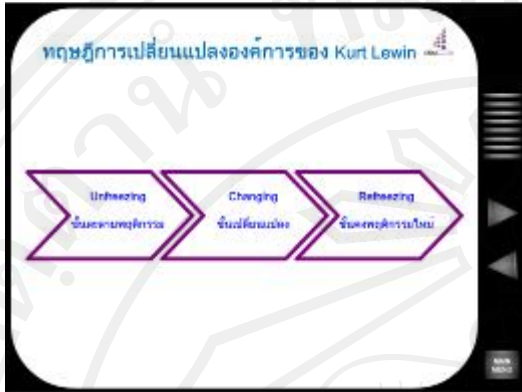 ทฤษฎีการเปลี่ยนแปลงองค์การของ Kurt Lewin
Unfreezing
ขั้นละลายพฤติกรรม
Changing
ขั้นเปลี่ยนแปลง
Refreezing
ขั้นคงพฤติกรรมใหม่
MAIN
MENU